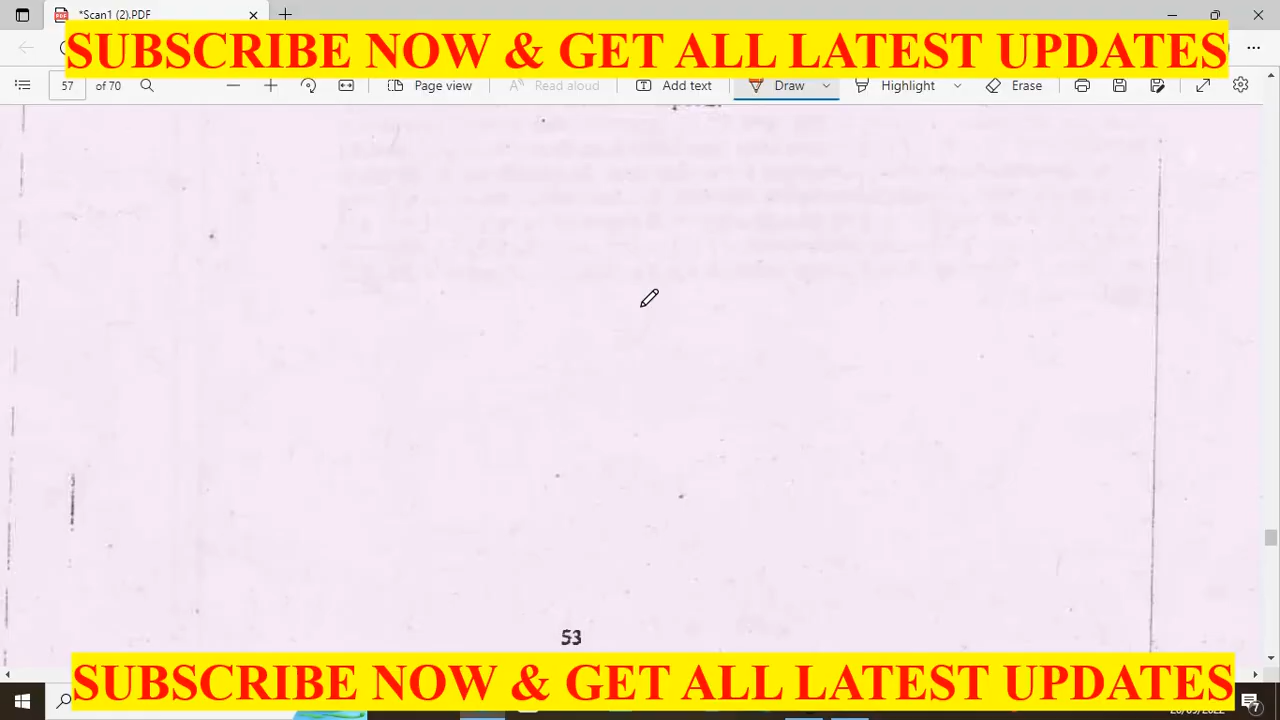 *Scan1 (2).PDF
SUBSCRIBE NOW & GET ALL LATEST UPDATES
57 of 70 Page view Read aloud Add text Draw Highlight Erase
53
SUBSCRIBE NOW & GET ALL LATEST UPDATES
7